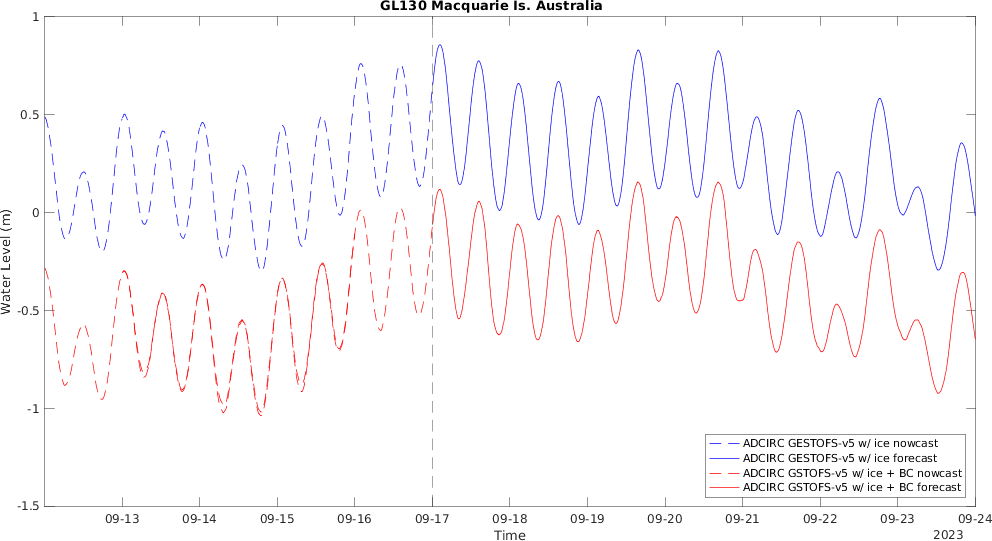 GL130 Macquarie Is. Australia
1
0.5
0
-0.5
-1
-1.5
Water Level (m)
ADCIRC GESTOFS-v5 w/ ice nowcast
ADCIRC GESTOFS-v5 w/ ice forecast
ADCIRC GSTOFS-v5 w/ ice + BC nowcast
ADCIRC GSTOFS-v5 w/ ice + BC forecast
09-13 09-14 09-15 09-16 09-17 09-18 09-19 09-20 09-21 09-22 09-23 09-24
Time
2023